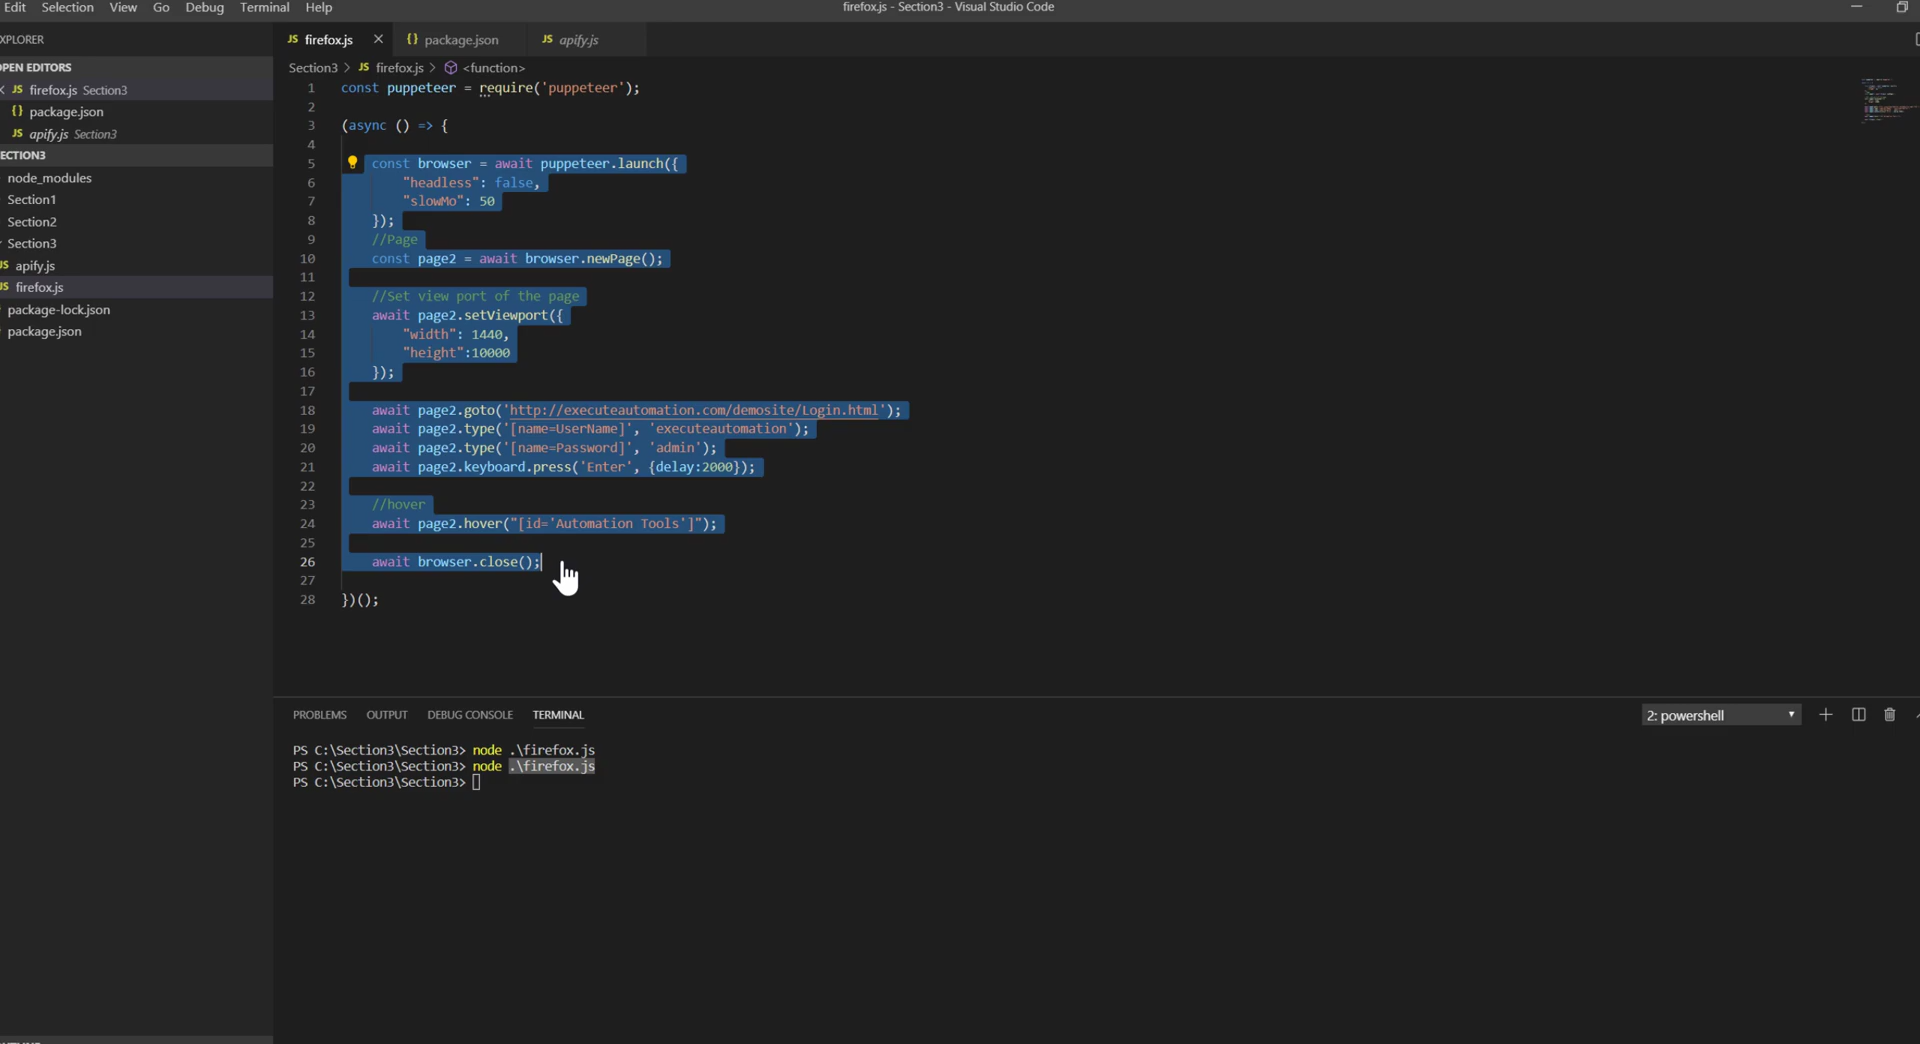 Edit Selection View Go Debug Terminal Help
firefox.js - Section3 - Visual Studio Code
XPLORER
OPEN EDITORS
JS firefox.js Section3
{} package.json
JS apify.js Section3
ECTION3
node_modules
Section1
Section2
Section3
JS apify.js
JS firefox.js
package-lock.json
package.json
JS firefox.js {} package.json JS apify.js
Section3 > JS firefox.js > <function>
1 const puppeteer = require('puppeteer');
2
3 (async () => {
4
5 const browser = await puppeteer.launch({
6 "headless": false,
7 "slowMo": 50
8 });
9 //Page
10 const page2 = await browser.newPage();
11
12 //Set view port of the page
13 await page2.setViewport({
14 "width": 1440,
15 "height":10000
16 });
17
18 await page2.goto('http://executeautomation.com/demosite/Login.html');
19 await page2.type('[name=UserName]', 'executeautomation');
20 await page2.type('[name=Password]', 'admin');
21 await page2.keyboard.press('Enter', {delay:2000});
22
23 //hover
24 await page2.hover("[id='Automation Tools']");
25
26 await browser.close();
27
28 })();
PROBLEMS OUTPUT DEBUG CONSOLE TERMINAL
2: powershell
PS C:\Section3\Section3> node .\firefox.js
PS C:\Section3\Section3> node .\firefox.js
PS C:\Section3\Section3>